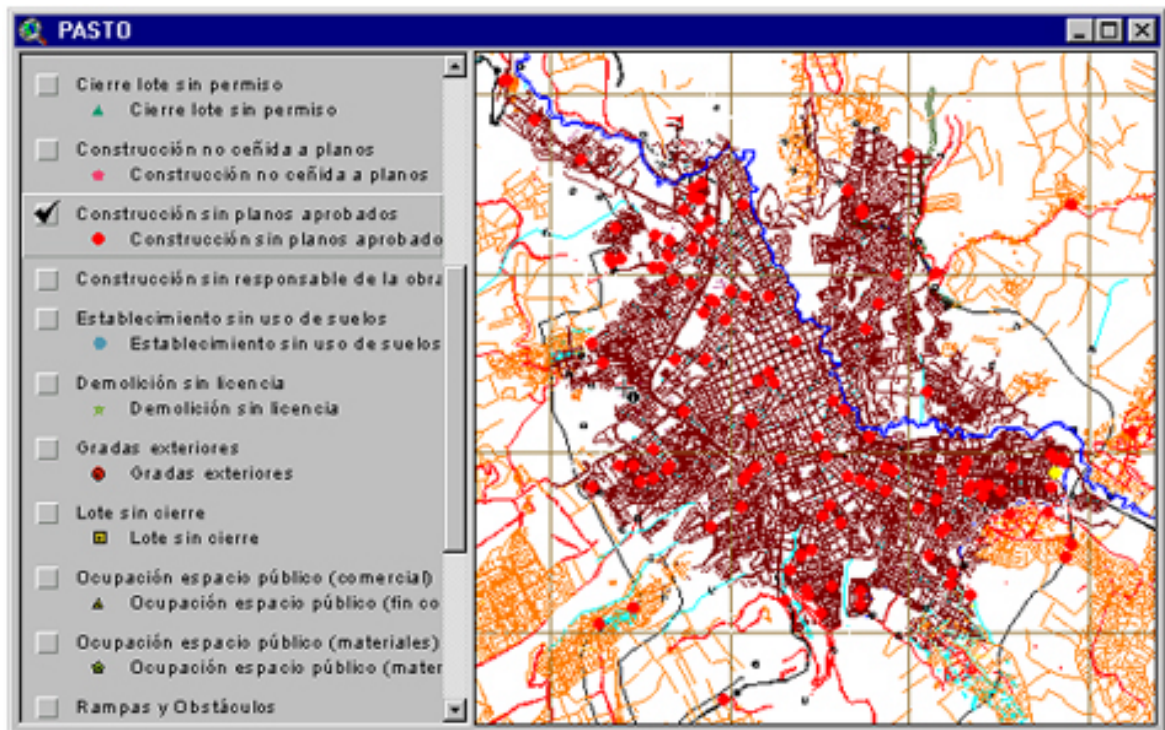 PASTO
Cierre lote sin permiso
Cierre lote sin permiso
Construcción no ceñida a planos
Construcción no ceñida a planos
Construcción sin planos aprobados
Construcción sin planos aprobado
Construcción sin responsable de la obra
Establecimiento sin uso de suelos
Establecimiento sin uso de suelos
Demolición sin licencia
Demolición sin licencia
Gradas exteriores
Gradas exteriores
Lote sin cierre
Lote sin cierre
Ocupación espacio público (comercial)
Ocupación espacio público (fin co
Ocupación espacio público (materiales)
Ocupación espacio público (mater
Rampas y Obstáculos